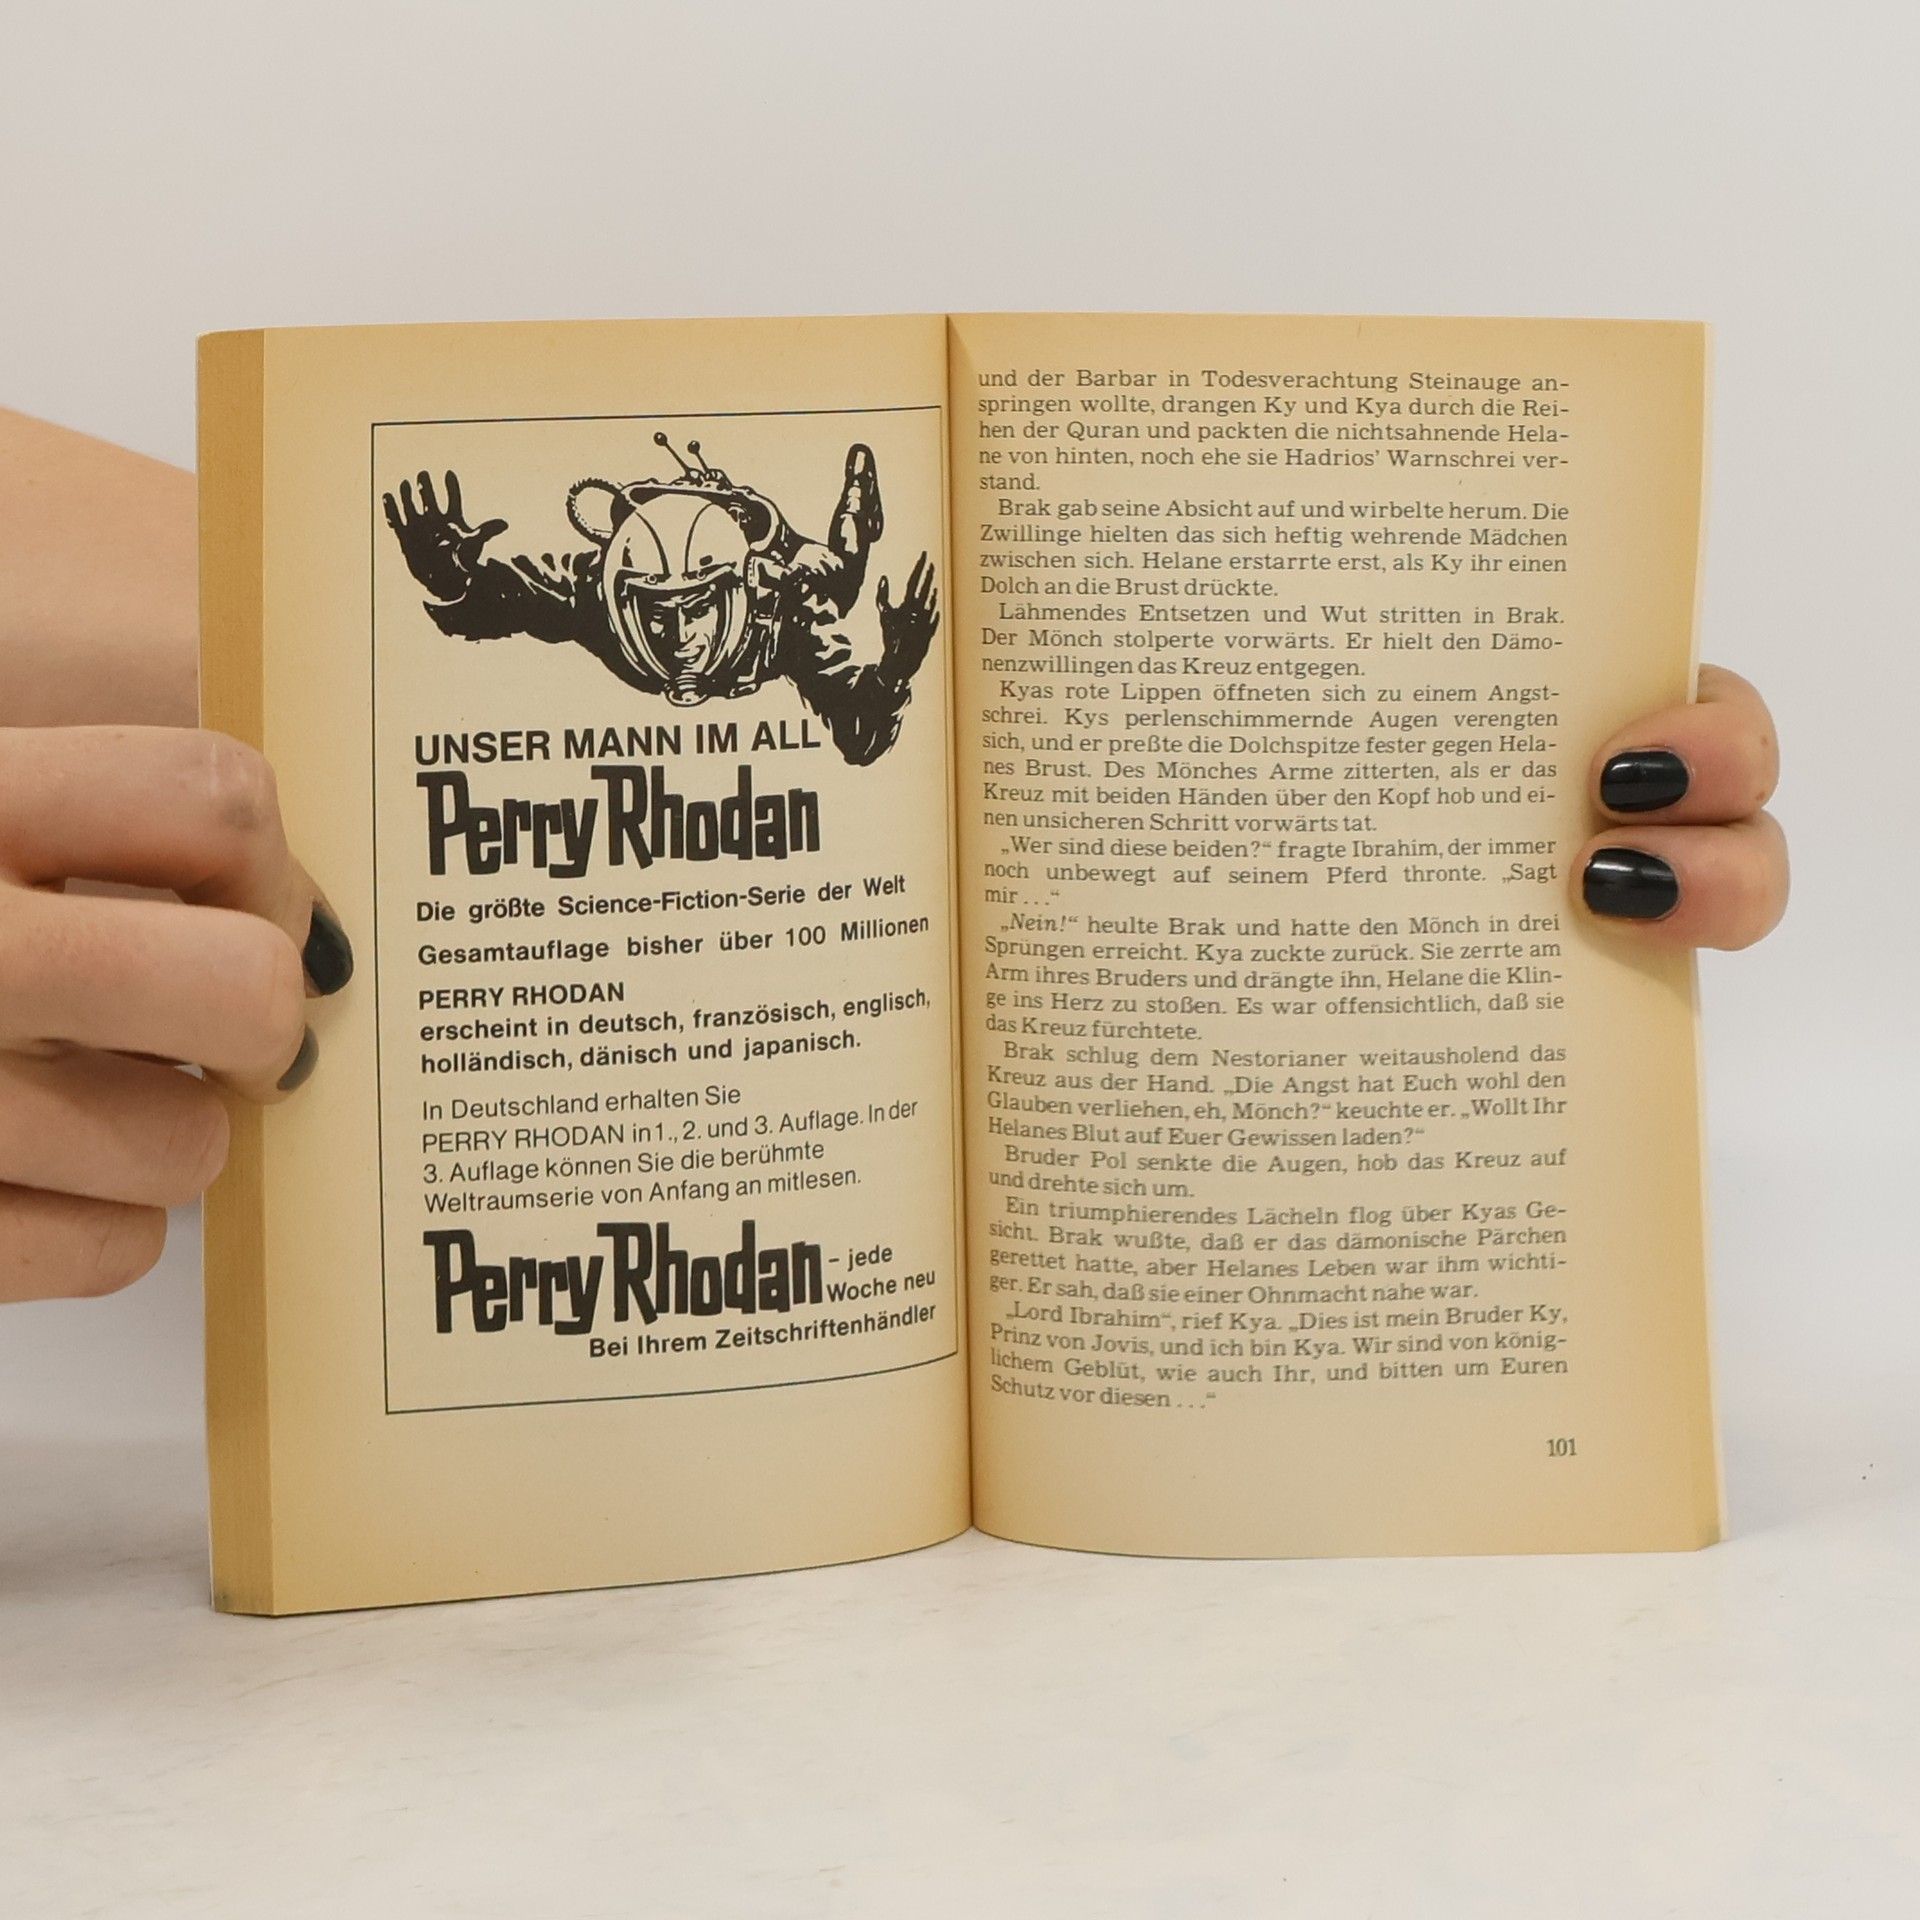 UNSER MANN IM ALL
Perry Rhodan
Die größte Science-Fiction-Serie der Welt
Gesamtauflage bisher über 100 Millionen
PERRY RHODAN
erscheint in deutsch, französisch, englisch,
holländisch, dänisch und japanisch.
In Deutschland erhalten Sie
PERRY RHODAN in 1., 2. und 3. Auflage. In der
3. Auflage können Sie die berühmte
Weltraumserie von Anfang an mitlesen.
Perry Rhodan – jede
Woche neu
Bei Ihrem Zeitschriftenhändler
und der Barbar in Todesverachtung Steinauge an-
springen wollte, drangen Ky und Kya durch die Rei-
hen der Quran und packten die nichtsahnende Hela-
ne von hinten, noch ehe sie Hadrios’ Warnschrei ver-
stand.
Brak gab seine Absicht auf und wirbelte herum. Die
Zwillinge hielten das sich heftig wehrende Mädchen
zwischen sich. Helane erstarrte erst, als Ky ihr einen
Dolch an die Brust drückte.
Lähmendes Entsetzen und Wut stritten in Brak.
Der Mönch stolperte vorwärts. Er hielt den Dämo-
nenzwillingen das Kreuz entgegen.
Kyas rote Lippen öffneten sich zu einem Angst-
schrei. Kys perlenschimmernde Augen verengten
sich, und er preßte die Dolchspitze fester gegen Hela-
nes Brust. Des Mönches Arme zitterten, als er das
Kreuz mit beiden Händen über den Kopf hob und ei-
nen unsicheren Schritt vorwärts tat.
„Wer sind diese beiden?“ fragte Ibrahim, der immer
noch unbewegt auf seinem Pferd thronte. „Sagt
mir . . .“
„Nein!“ heulte Brak und hatte den Mönch in drei
Sprüngen erreicht. Kya zuckte zurück. Sie zerrte am
Arm ihres Bruders und drängte ihn, Helane die Klin-
ge ins Herz zu stoßen. Es war offensichtlich, daß sie
das Kreuz fürchtete.
Brak schlug dem Nestorianer weitausholend das
Kreuz aus der Hand. „Die Angst hat Euch wohl den
Glauben verliehen, eh, Mönch?“ keuchte er. „Wollt Ihr
Helanes Blut auf Euer Gewissen laden?“
Bruder Pol senkte die Augen, hob das Kreuz auf
und drehte sich um.
Ein triumphierendes Lächeln flog über Kyas Ge-
sicht. Brak wußte, daß er das dämonische Pärchen
gerettet hatte, aber Helanes Leben war ihm wichti-
ger. Er sah, daß sie einer Ohnmacht nahe war.
„Lord Ibrahim“, rief Kya. „Dies ist mein Bruder Ky,
Prinz von Jovis, und ich bin Kya. Wir sind von könig-
lichem Geblüt, wie auch Ihr, und bitten um Euren
Schutz vor diesen . . .“
101